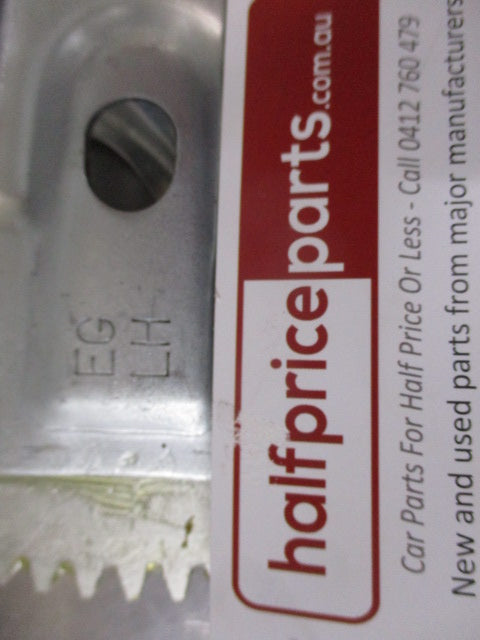 EG
LH
halfpriceparts.com.au
Car Parts For Half Price Or Less - Call 0412 760 479
New and used parts from major manufacturers